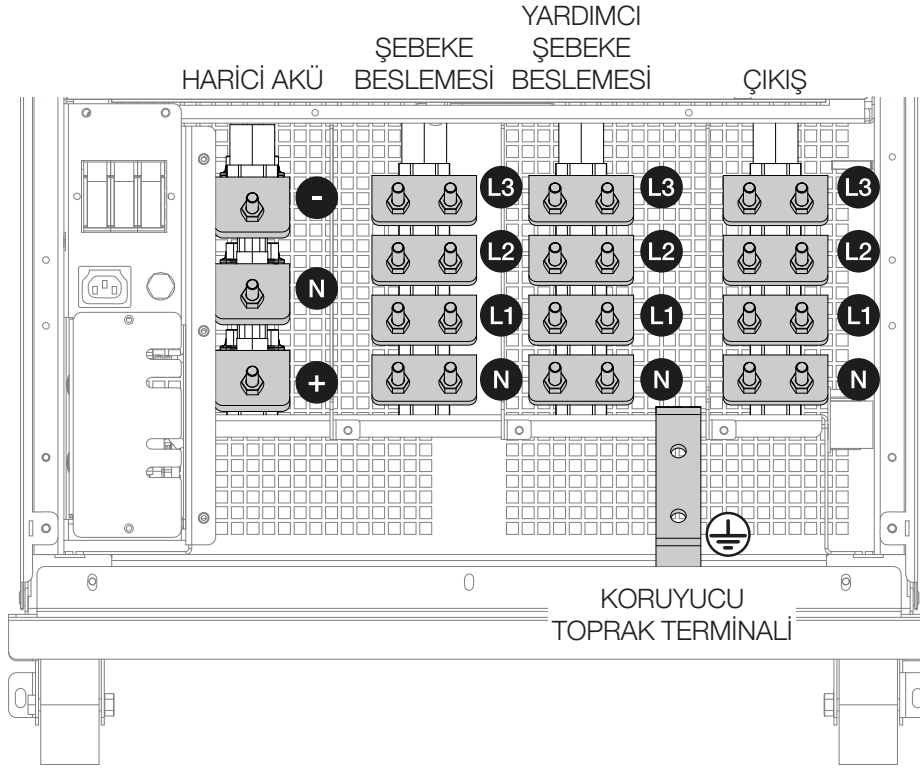 HARİCİ AKÜ
ŞEBEKE
BESLEMESİ
YARDIMCI
ŞEBEKE
BESLEMESİ
ÇIKIŞ
-
N
+
L3
L2
L1
N
L3
L2
L1
N
L3
L2
L1
N
KORUYUCU
TOPRAK TERMİNALİ